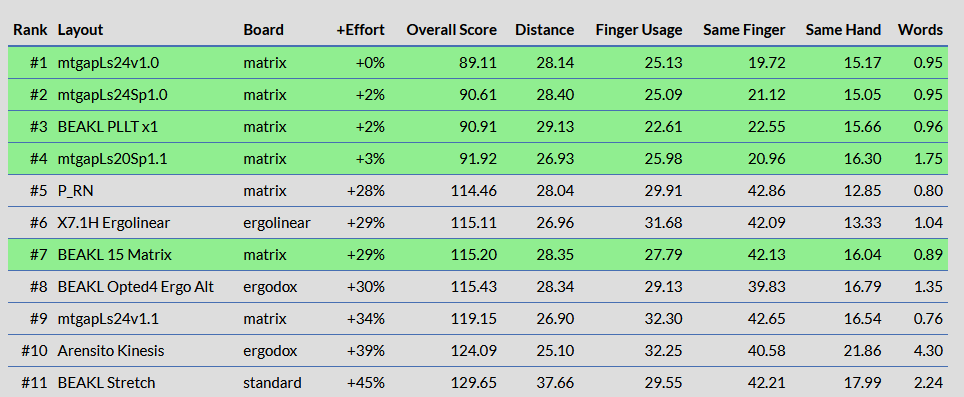 Rank Layout Board +Effort Overall Score Distance Finger Usage Same Finger Same Hand Words
#1 mtgapLs24v1.0 matrix +0% 89.11 28.14 25.13 19.72 15.17 0.95
#2 mtgapLs24Sp1.0 matrix +2% 90.61 28.40 25.09 21.12 15.05 0.95
#3 BEAKL PLLT x1 matrix +2% 90.91 29.13 22.61 22.55 15.66 0.96
#4 mtgapLs20Sp1.1 matrix +3% 91.92 26.93 25.98 20.96 16.30 1.75
#5 P_RN matrix +28% 114.46 28.04 29.91 42.86 12.85 0.80
#6 X7.1H Ergolinear ergolinear +29% 115.11 26.96 31.68 42.09 13.33 1.04
#7 BEAKL 15 Matrix matrix +29% 115.20 28.35 27.79 42.13 16.04 0.89
#8 BEAKL Opted4 Ergo Alt ergodox +30% 115.43 28.34 29.13 39.83 16.79 1.35
#9 mtgapLs24v1.1 matrix +34% 119.15 26.90 32.30 42.65 16.54 0.76
#10 Arensito Kinesis ergodox +39% 124.09 25.10 32.25 40.58 21.86 4.30
#11 BEAKL Stretch standard +45% 129.65 37.66 29.55 42.21 17.99 2.24